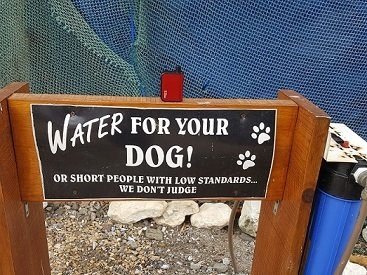 WATER FOR YOUR
DOG!
OR SHORT PEOPLE WITH LOW STANDARDS...
WE DON'T JUDGE